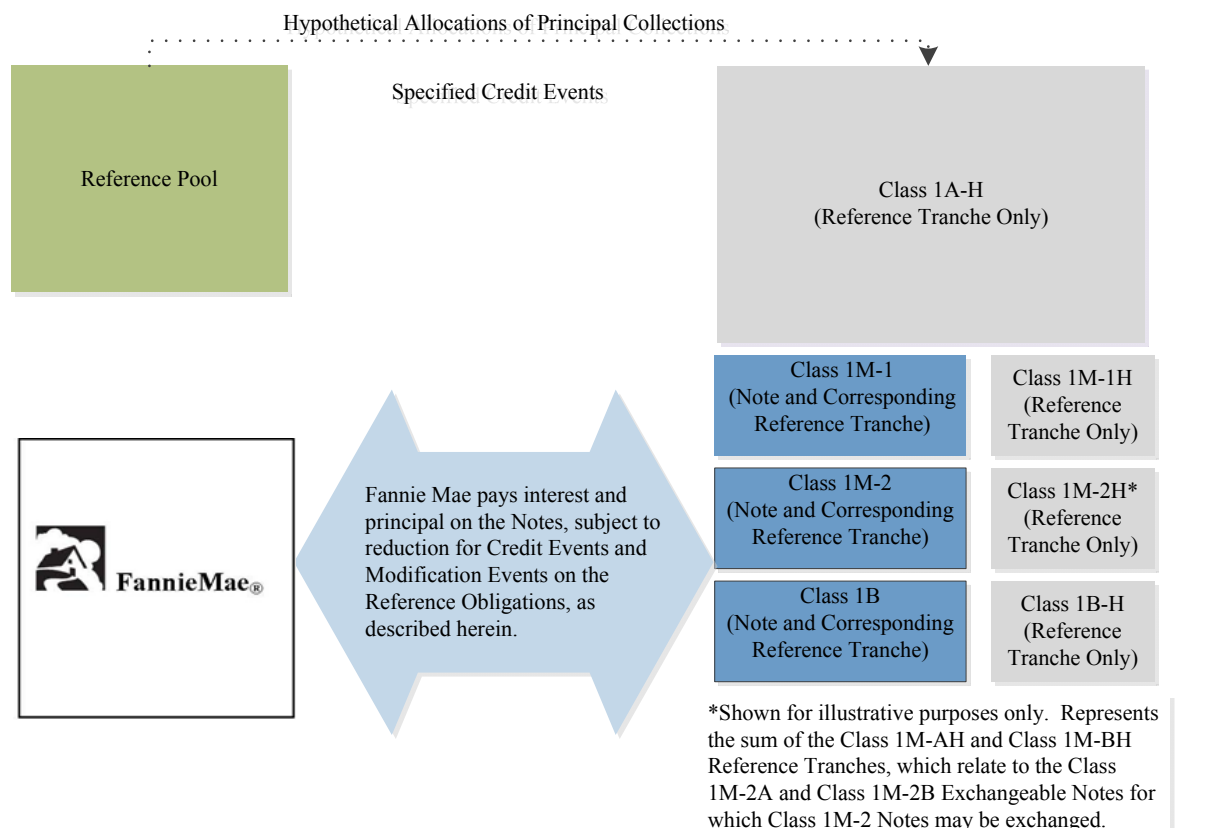 Hypothetical Allocations of Principal Collections
Specified Credit Events
Reference Pool
Class 1A-H
(Reference Tranche Only)
Class 1M-1
(Note and Corresponding
Reference Tranche)
Class 1M-1H
(Reference
Tranche Only)
FannieMae®
Fannie Mae pays interest and
principal on the Notes, subject to
reduction for Credit Events and
Modification Events on the
Reference Obligations, as
described herein.
Class 1M-2
(Note and Corresponding
Reference Tranche)
Class 1M-2H*
(Reference
Tranche Only)
Class 1B
(Note and Corresponding
Reference Tranche)
Class 1B-H
(Reference
Tranche Only)
*Shown for illustrative purposes only.  Represents
the sum of the Class 1M-AH and Class 1M-BH
Reference Tranches, which relate to the Class
1M-2A and Class 1M-2B Exchangeable Notes for
which Class 1M-2 Notes may be exchanged.